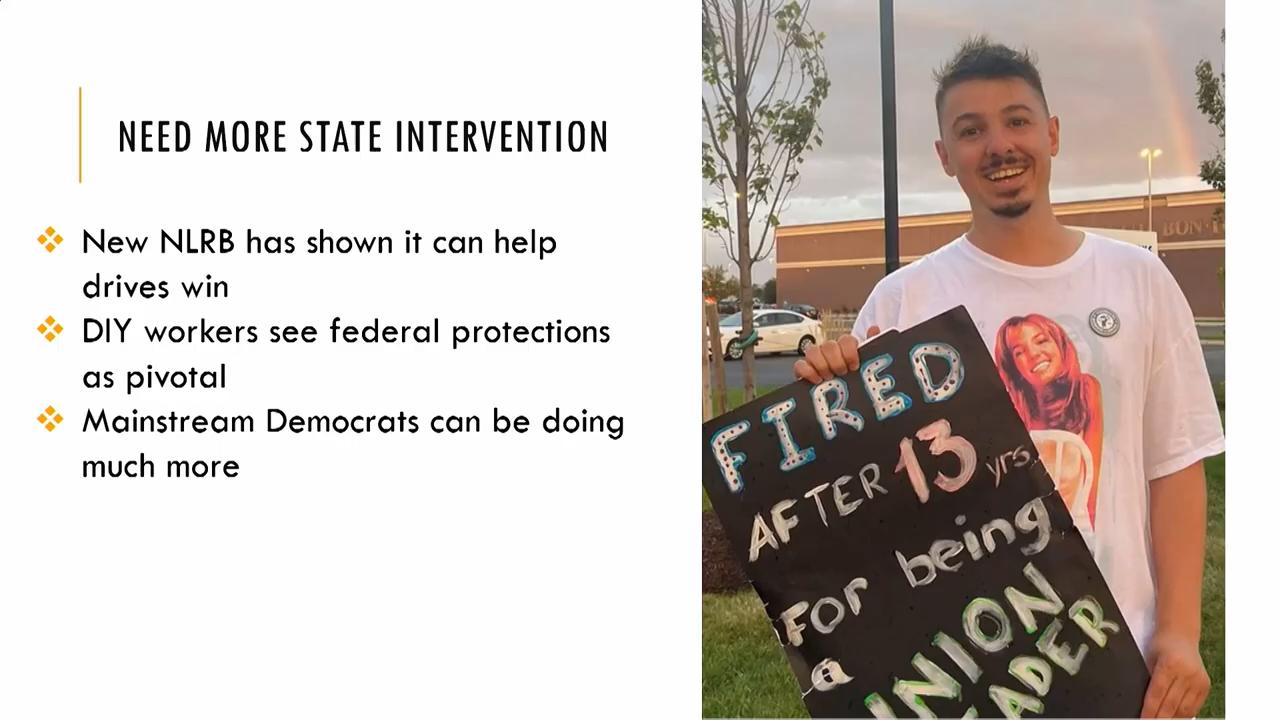 NEED MORE STATE INTERVENTION
New NLRB has shown it can help
drives win
DIY workers see federal protections
as pivotal
Mainstream Democrats can be doing
much more
FIRED
AFTER 13 yrs
FOR being
a